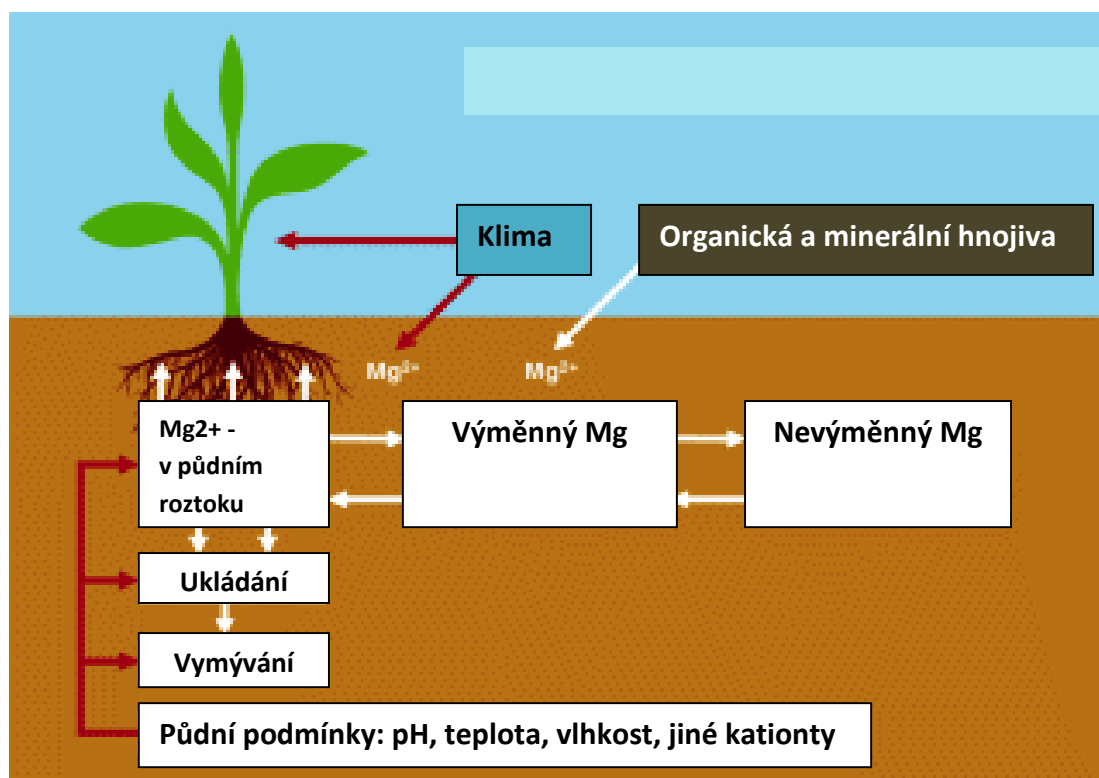 Klima
Organická a minerální hnojiva
Mg²⁺
Mg²⁺
Mg2+ -
v půdním
roztoku
Výměnný Mg
Nevýměnný Mg
Ukládání
Vymývání
Půdní podmínky: pH, teplota, vlhkost, jiné kationty